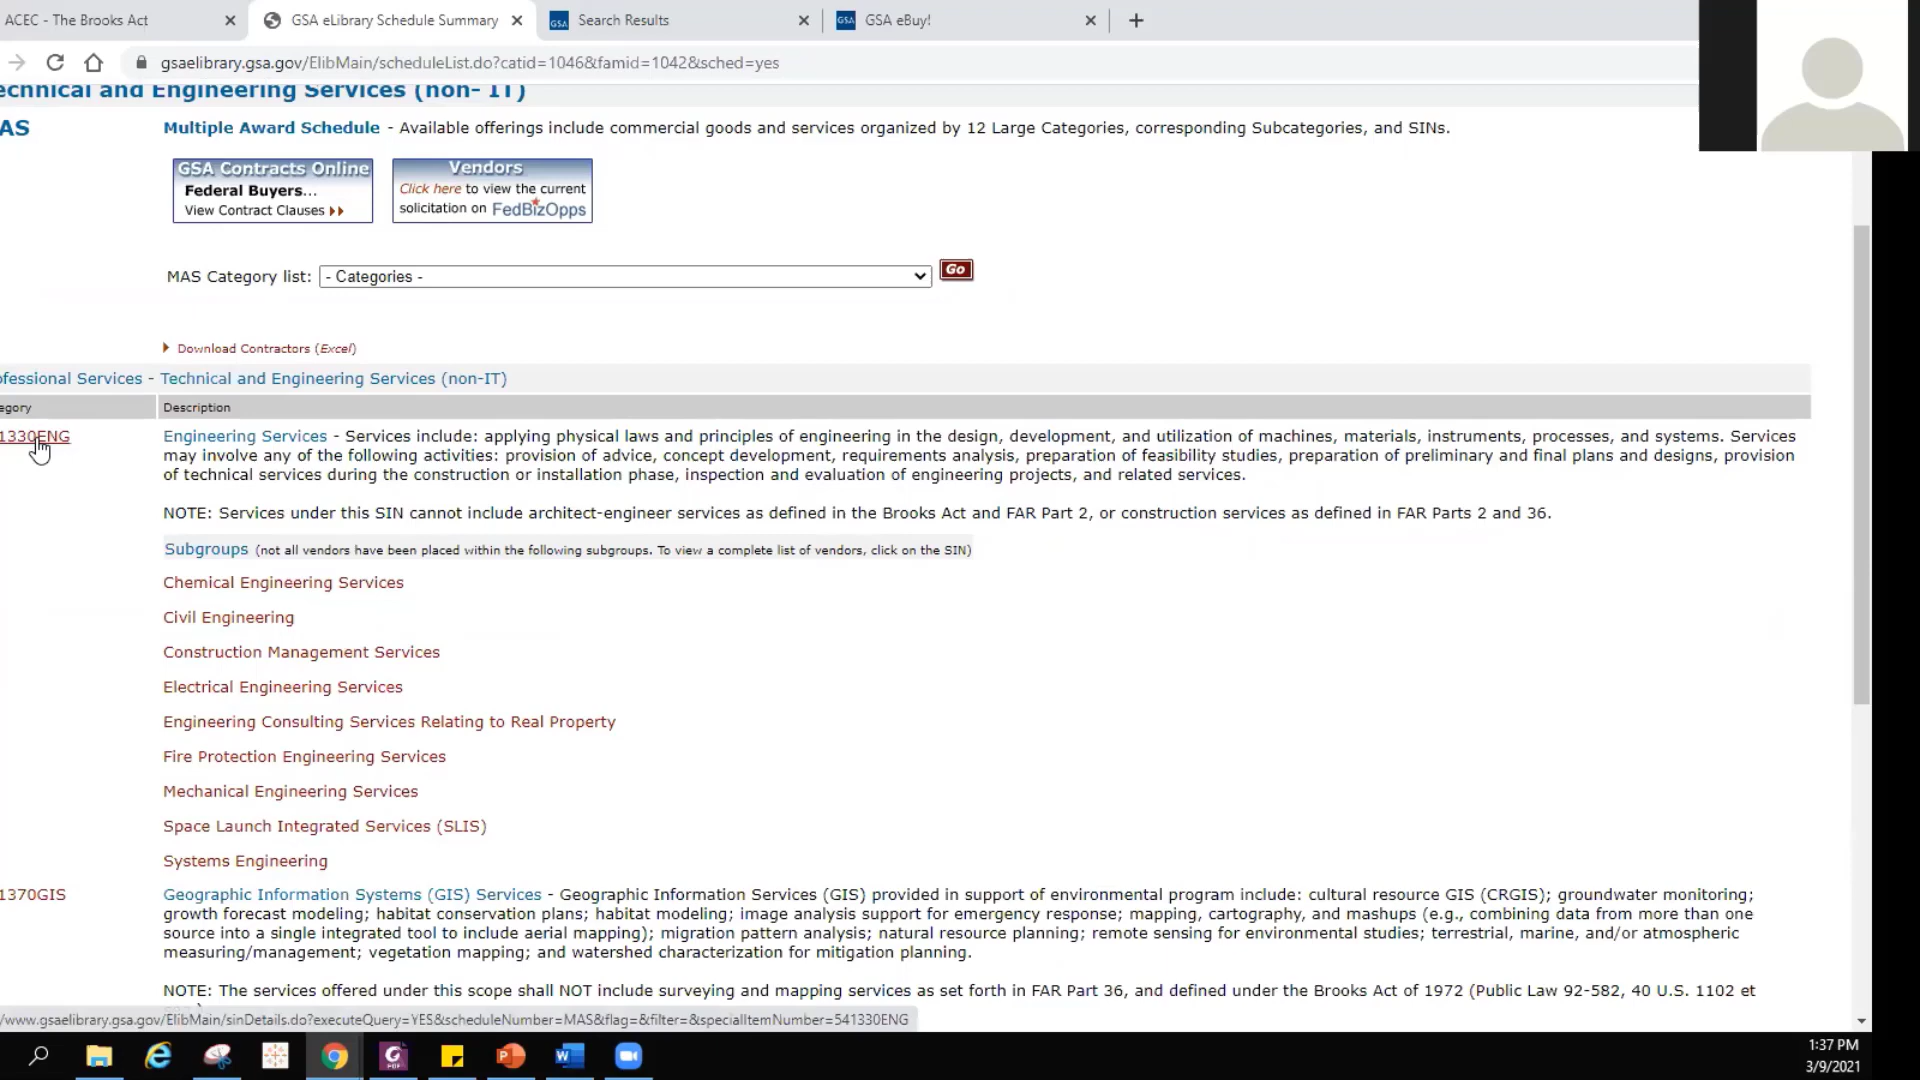 ACEC - The Brooks Act
GSA eLibrary Schedule Summary
GSA Search Results
GSA GSA eBuy!
gsaelibrary.gsa.gov/ElibMain/scheduleList.do?catid=1046&famid=1042&sched=yes
echnical and Engineering Services (non- IT)
AS
Multiple Award Schedule - Available offerings include commercial goods and services organized by 12 Large Categories, corresponding Subcategories, and SINs.
GSA Contracts Online
Federal Buyers...
View Contract Clauses
Vendors
Click here to view the current
solicitation on FedBizOpps
MAS Category list: - Categories - Go
Download Contractors (Excel)
ofessional Services - Technical and Engineering Services (non-IT)
egory Description
1330ENG
Engineering Services - Services include: applying physical laws and principles of engineering in the design, development, and utilization of machines, materials, instruments, processes, and systems. Services
may involve any of the following activities: provision of advice, concept development, requirements analysis, preparation of feasibility studies, preparation of preliminary and final plans and designs, provision
of technical services during the construction or installation phase, inspection and evaluation of engineering projects, and related services.
NOTE: Services under this SIN cannot include architect-engineer services as defined in the Brooks Act and FAR Part 2, or construction services as defined in FAR Parts 2 and 36.
Subgroups (not all vendors have been placed within the following subgroups. To view a complete list of vendors, click on the SIN)
Chemical Engineering Services
Civil Engineering
Construction Management Services
Electrical Engineering Services
Engineering Consulting Services Relating to Real Property
Fire Protection Engineering Services
Mechanical Engineering Services
Space Launch Integrated Services (SLIS)
Systems Engineering
1370GIS
Geographic Information Systems (GIS) Services - Geographic Information Services (GIS) provided in support of environmental program include: cultural resource GIS (CRGIS); groundwater monitoring;
growth forecast modeling; habitat conservation plans; habitat modeling; image analysis support for emergency response; mapping, cartography, and mashups (e.g., combining data from more than one
source into a single integrated tool to include aerial mapping); migration pattern analysis; natural resource planning; remote sensing for environmental studies; terrestrial, marine, and/or atmospheric
measuring/management; vegetation mapping; and watershed characterization for mitigation planning.
NOTE: The services offered under this scope shall NOT include surveying and mapping services as set forth in FAR Part 36, and defined under the Brooks Act of 1972 (Public Law 92-582, 40 U.S. 1102 et
/www.gsaelibrary.gsa.gov/ElibMain/sinDetails.do?executeQuery=YES&scheduleNumber=MAS&flag=&filter=&specialItemNumber=541330ENG
1:37 PM
3/9/2021